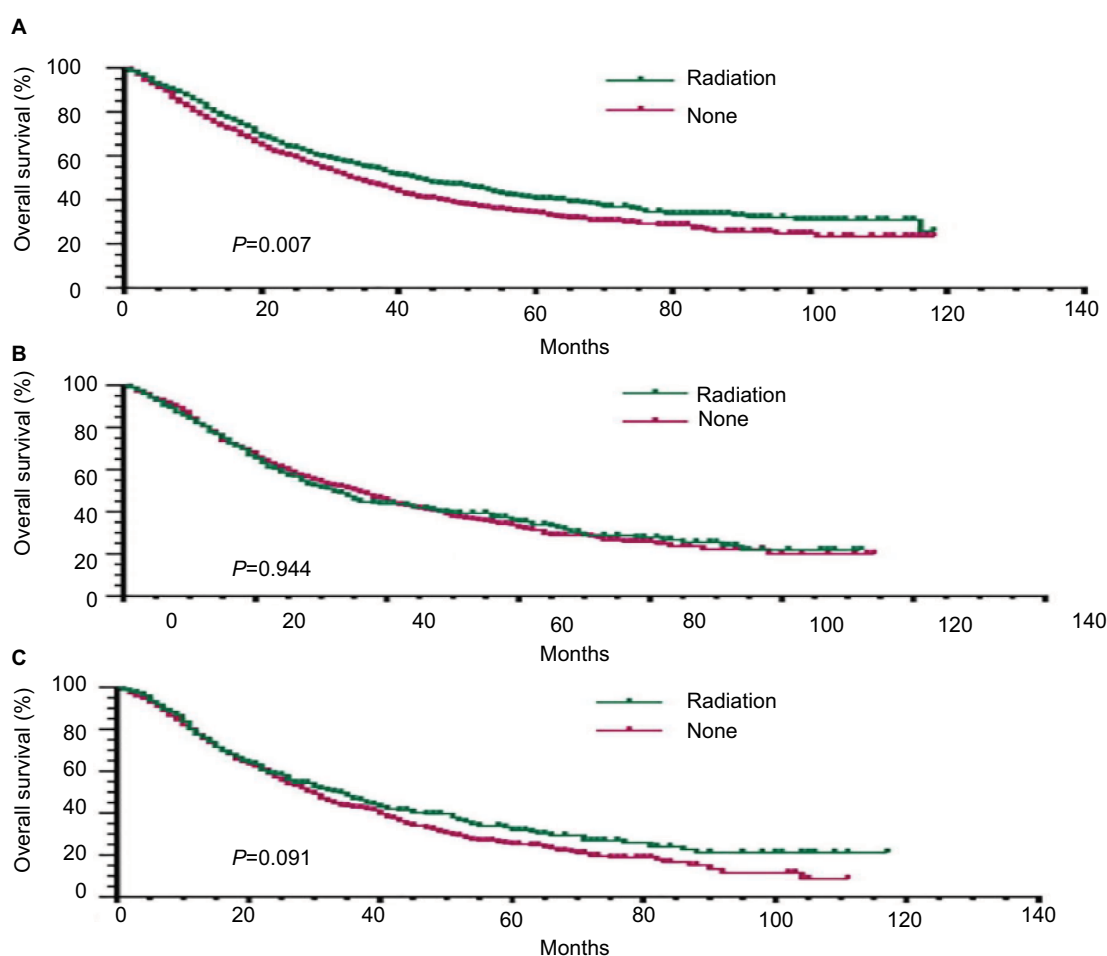 A
Overall survival (%)
100
80
60
40
20
0
Radiation
None
P=0.007
0 20 40 60 80 100 120 140
Months
B
Overall survival (%)
100
80
60
40
20
0
Radiation
None
P=0.944
0 20 40 60 80 100 120 140
Months
C
Overall survival (%)
100
80
60
40
20
0
Radiation
None
P=0.091
0 20 40 60 80 100 120 140
Months